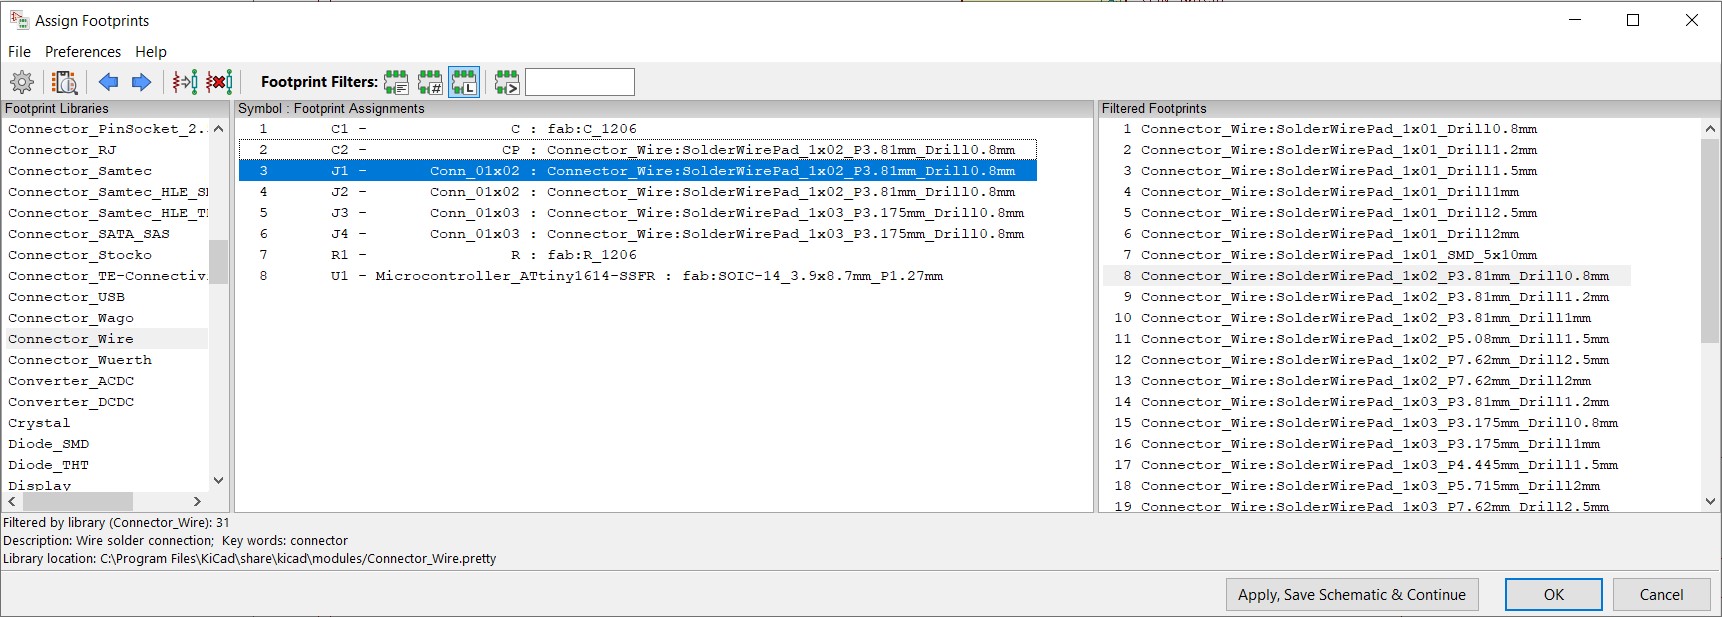 Assign Footprints
File Preferences Help
Footprint Filters:
Footprint Libraries
Connector_PinSocket_2.
Connector_RJ
Connector_Samtec
Connector_Samtec_HLE_S
Connector_Samtec_HLE_T
Connector_SATA_SAS
Connector_Stocko
Connector_TE-Connectiv
Connector_USB
Connector_Wago
Connector_Wire
Connector_Wuerth
Converter_ACDC
Converter_DCDC
Crystal
Diode_SMD
Diode_THT
Display
Symbol : Footprint Assignments
1 C1 - C : fab:C_1206
2 C2 - CP : Connector_Wire:SolderWirePad_1x02_P3.81mm_Drill0.8mm
3 J1 - Conn_01x02 : Connector_Wire:SolderWirePad_1x02_P3.81mm_Drill0.8mm
4 J2 - Conn_01x02 : Connector_Wire:SolderWirePad_1x02_P3.81mm_Drill0.8mm
5 J3 - Conn_01x03 : Connector_Wire:SolderWirePad_1x03_P3.175mm_Drill0.8mm
6 J4 - Conn_01x03 : Connector_Wire:SolderWirePad_1x03_P3.175mm_Drill0.8mm
7 R1 - R : fab:R_1206
8 U1 - Microcontroller_ATtiny1614-SSFR : fab:SOIC-14_3.9x8.7mm_P1.27mm
Filtered Footprints
1 Connector_Wire:SolderWirePad_1x01_Drill0.8mm
2 Connector_Wire:SolderWirePad_1x01_Drill1.2mm
3 Connector_Wire:SolderWirePad_1x01_Drill1.5mm
4 Connector_Wire:SolderWirePad_1x01_Drill1mm
5 Connector_Wire:SolderWirePad_1x01_Drill2.5mm
6 Connector_Wire:SolderWirePad_1x01_Drill2mm
7 Connector_Wire:SolderWirePad_1x01_SMD_5x10mm
8 Connector_Wire:SolderWirePad_1x02_P3.81mm_Drill0.8mm
9 Connector_Wire:SolderWirePad_1x02_P3.81mm_Drill1.2mm
10 Connector_Wire:SolderWirePad_1x02_P3.81mm_Drill1mm
11 Connector_Wire:SolderWirePad_1x02_P5.08mm_Drill1.5mm
12 Connector_Wire:SolderWirePad_1x02_P7.62mm_Drill2.5mm
13 Connector_Wire:SolderWirePad_1x02_P7.62mm_Drill2mm
14 Connector_Wire:SolderWirePad_1x03_P3.81mm_Drill1.2mm
15 Connector_Wire:SolderWirePad_1x03_P3.175mm_Drill0.8mm
16 Connector_Wire:SolderWirePad_1x03_P3.175mm_Drill1mm
17 Connector_Wire:SolderWirePad_1x03_P4.445mm_Drill1.5mm
18 Connector_Wire:SolderWirePad_1x03_P5.715mm_Drill2mm
19 Connector_Wire:SolderWirePad_1x03_P7.62mm_Drill2.5mm
Filtered by library (Connector_Wire): 31
Description: Wire solder connection; Key words: connector
Library location: C:\Program Files\KiCad\share\kicad\modules/Connector_Wire.pretty
Apply, Save Schematic & Continue
OK
Cancel